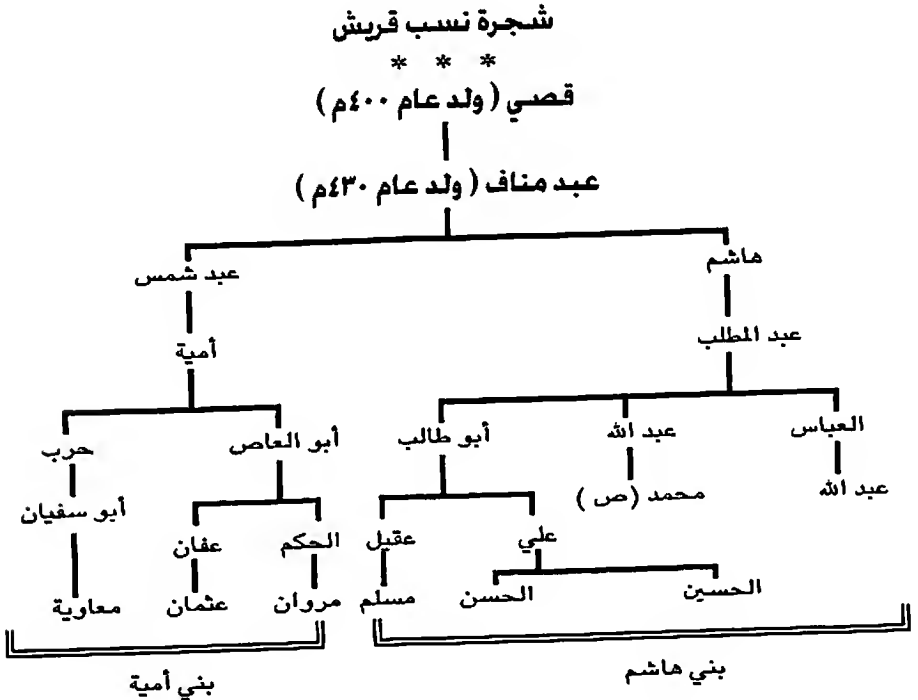 شجرة نسب قريش
* * *
قصي ( ولد عام ٤٠٠م )
عبد مناف ( ولد عام ٤٣٠م )
هاشم
عبد شمس
عبد المطلب
أمية
العباس
عبد الله
أبو طالب
أبو العاص
حرب
عبد الله
محمد (ص )
علي
عقيل
الحكم
عفان
أبو سفيان
الحسين
الحسن
مسلم
مروان
عثمان
معاوية
بني هاشم
بني أمية